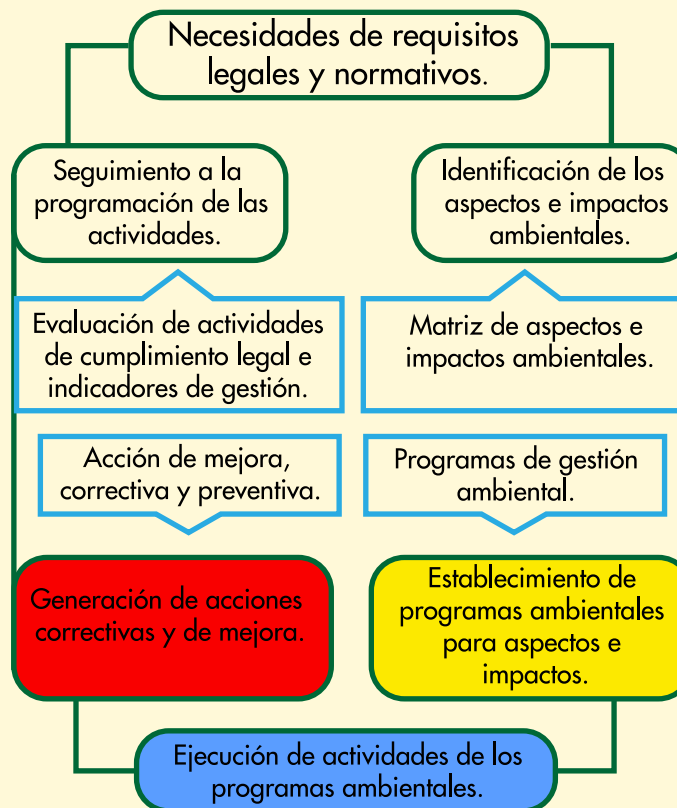 Necesidades de requisitos
legales y normativos.
Seguimiento a la
programación de las
actividades.
Identificación de los
aspectos e impactos
ambientales.
Evaluación de actividades
de cumplimiento legal e
indicadores de gestión.
Matriz de aspectos e
impactos ambientales.
Acción de mejora,
correctiva y preventiva.
Programas de gestión
ambiental.
Generación de acciones
correctivas y de mejora.
Establecimiento de
programas ambientales
para aspectos e
impactos.
Ejecución de actividades de los
programas ambientales.